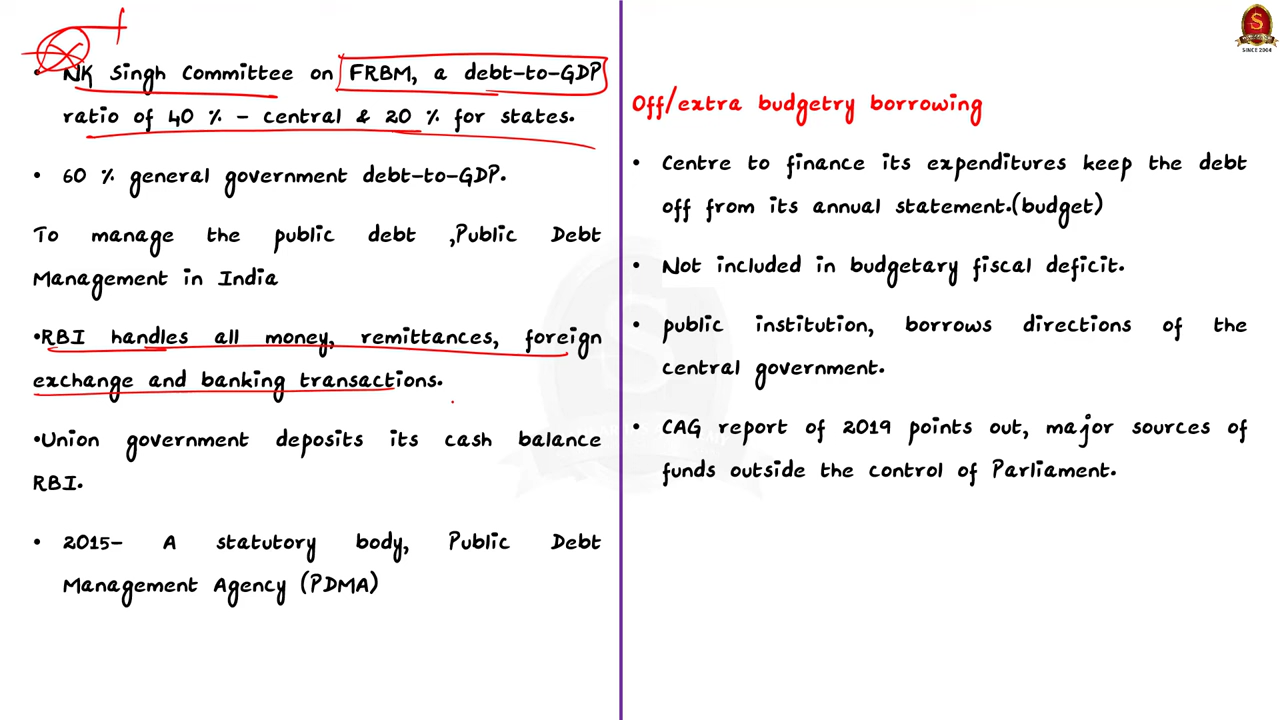 • NK Singh Committee on FRBM, a debt-to-GDP
ratio of 40 % - central & 20 % for states.
• 60 % general government debt-to-GDP.
To manage the public debt ,Public Debt
Management in India
•RBI handles all money, remittances, foreign
exchange and banking transactions.
•Union government deposits its cash balance
RBI.
• 2015- A statutory body, Public Debt
Management Agency (PDMA)
Off/extra budgetry borrowing
• Centre to finance its expenditures keep the debt
off from its annual statement.(budget)
• Not included in budgetary fiscal deficit.
• public institution, borrows directions of the
central government.
• CAG report of 2019 points out, major sources of
funds outside the control of Parliament.
S
SINCE 2004